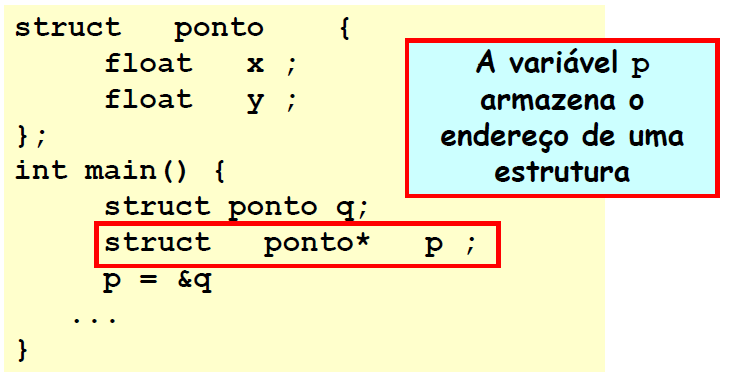 struct ponto {
float x ;
float y ;
};
int main() {
struct ponto q;
struct ponto* p ;
p = &q
...
}
A variável p
armazena o
endereço de uma
estrutura